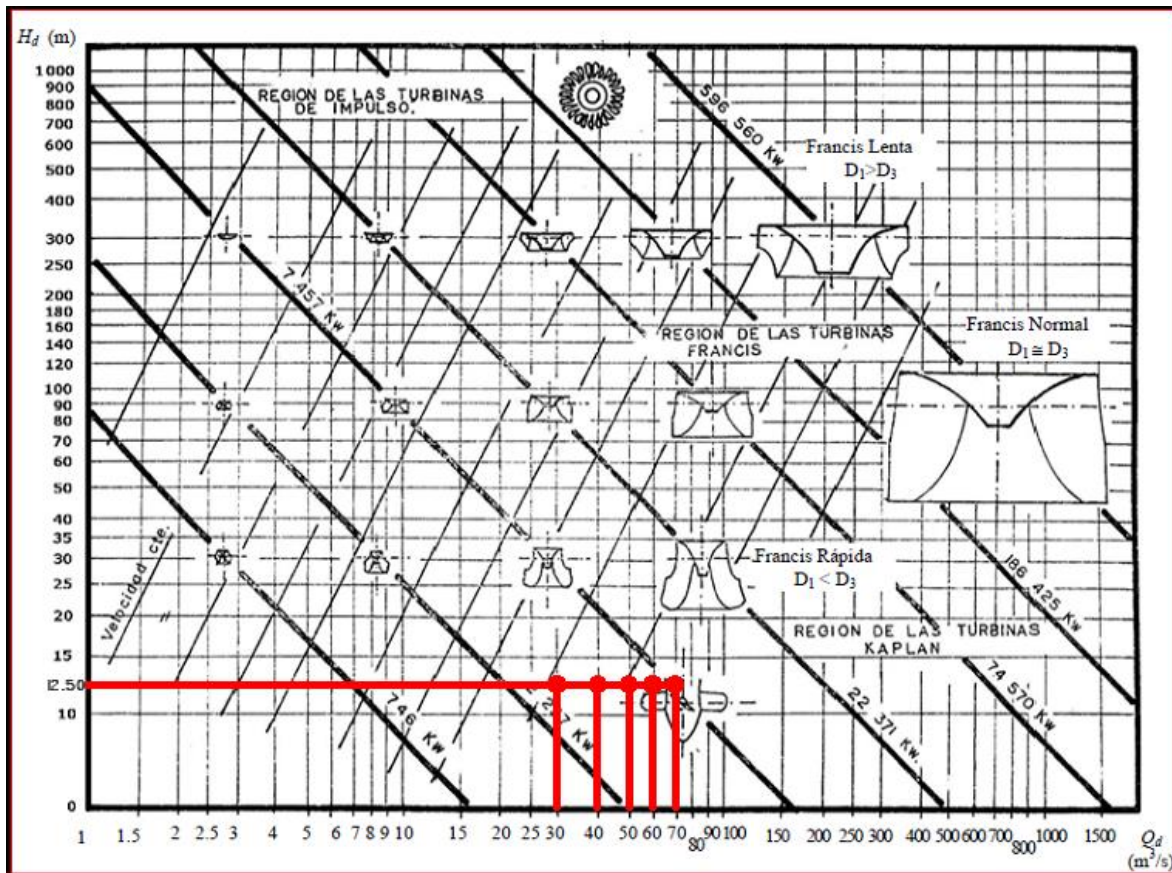 H_d (m)
1000
900
800
700
600
500
400
300
250
200
180
160
140
120
100
90
80
70
60
50
40
35
30
25
20
15
12.50
10
0
REGION DE LAS TURBINAS
DE IMPULSO.
596 560 KW
Francis Lenta
D₁>D₃
7 457 KW
REGION DE LAS TURBINAS
FRANCIS
Francis Normal
D₁≅D₃
Velocidad cte.
Francis Rápida
D₁ < D₃
REGION DE LAS TURBINAS
KAPLAN
186 425 KW
74 570 KW
22 371 KW.
746 KW
KW
1 1.5 2 2.5 3 4 5 6 7 8 9 10 15 20 25 30 40 50 60 70 80 90 100 150 200 250 300 400 500 600 700 800 1000 1500 Q_d
(m³/s)